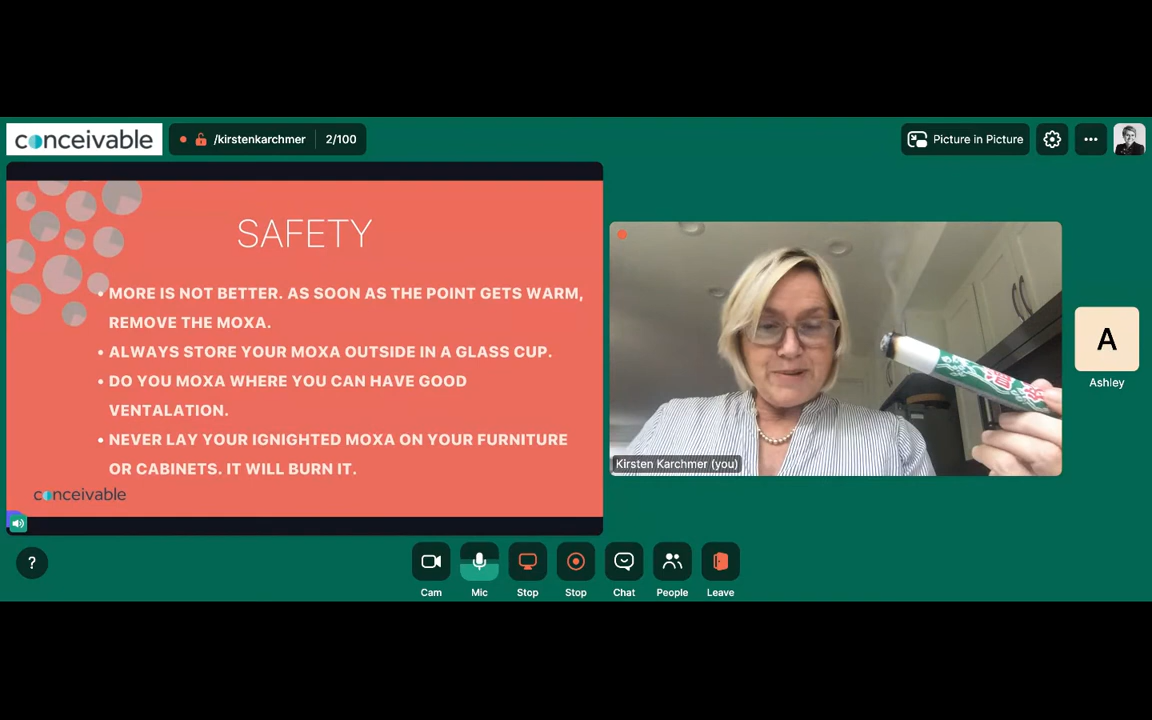 conceivable
/kirstenkarchmer
2/100
Picture in Picture
SAFETY
• MORE IS NOT BETTER. AS SOON AS THE POINT GETS WARM,
REMOVE THE MOXA.
• ALWAYS STORE YOUR MOXA OUTSIDE IN A GLASS CUP.
• DO YOU MOXA WHERE YOU CAN HAVE GOOD
VENTALATION.
• NEVER LAY YOUR IGNIGHTED MOXA ON YOUR FURNITURE
OR CABINETS. IT WILL BURN IT.
conceivable
Kirsten Karchmer (you)
A
Ashley
?
Cam
Mic
Stop
Stop
Chat
People
Leave